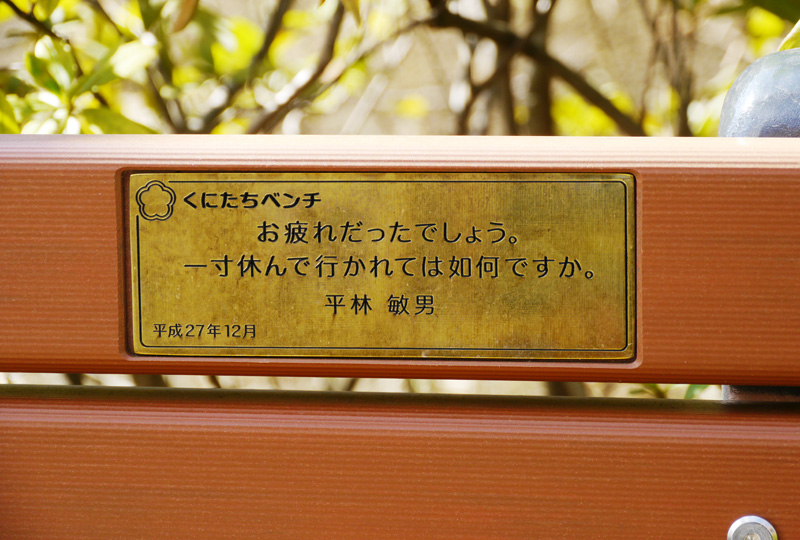 くにたちベンチ
お疲れだったでしょう。
一寸休んで行かれては如何ですか。
平林 敏男
平成27年12月